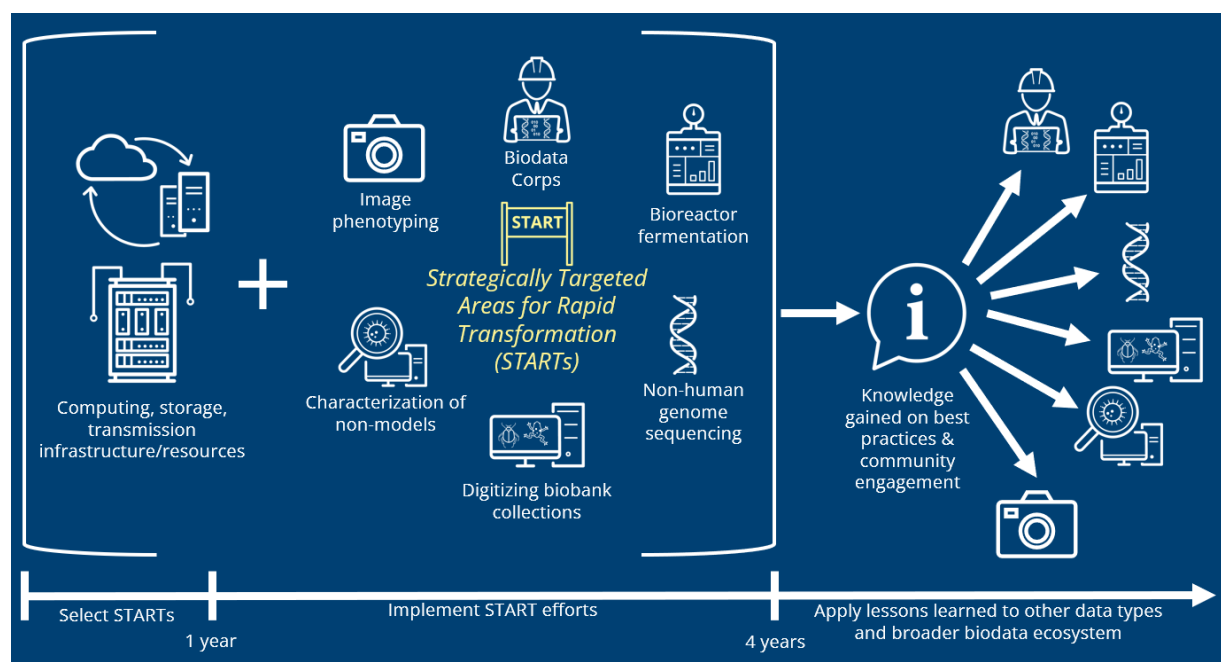 Biodata
Corps
Image
phenotyping
Bioreactor
fermentation
START
Strategically Targeted
Areas for Rapid
Transformation
(STARTs)
Computing, storage,
transmission
infrastructure/resources
Characterization of
non-models
Non-human
genome
sequencing
Digitizing biobank
collections
Knowledge
gained on best
practices &
community
engagement
Select STARTs
1 year
Implement START efforts
4 years
Apply lessons learned to other data types
and broader biodata ecosystem